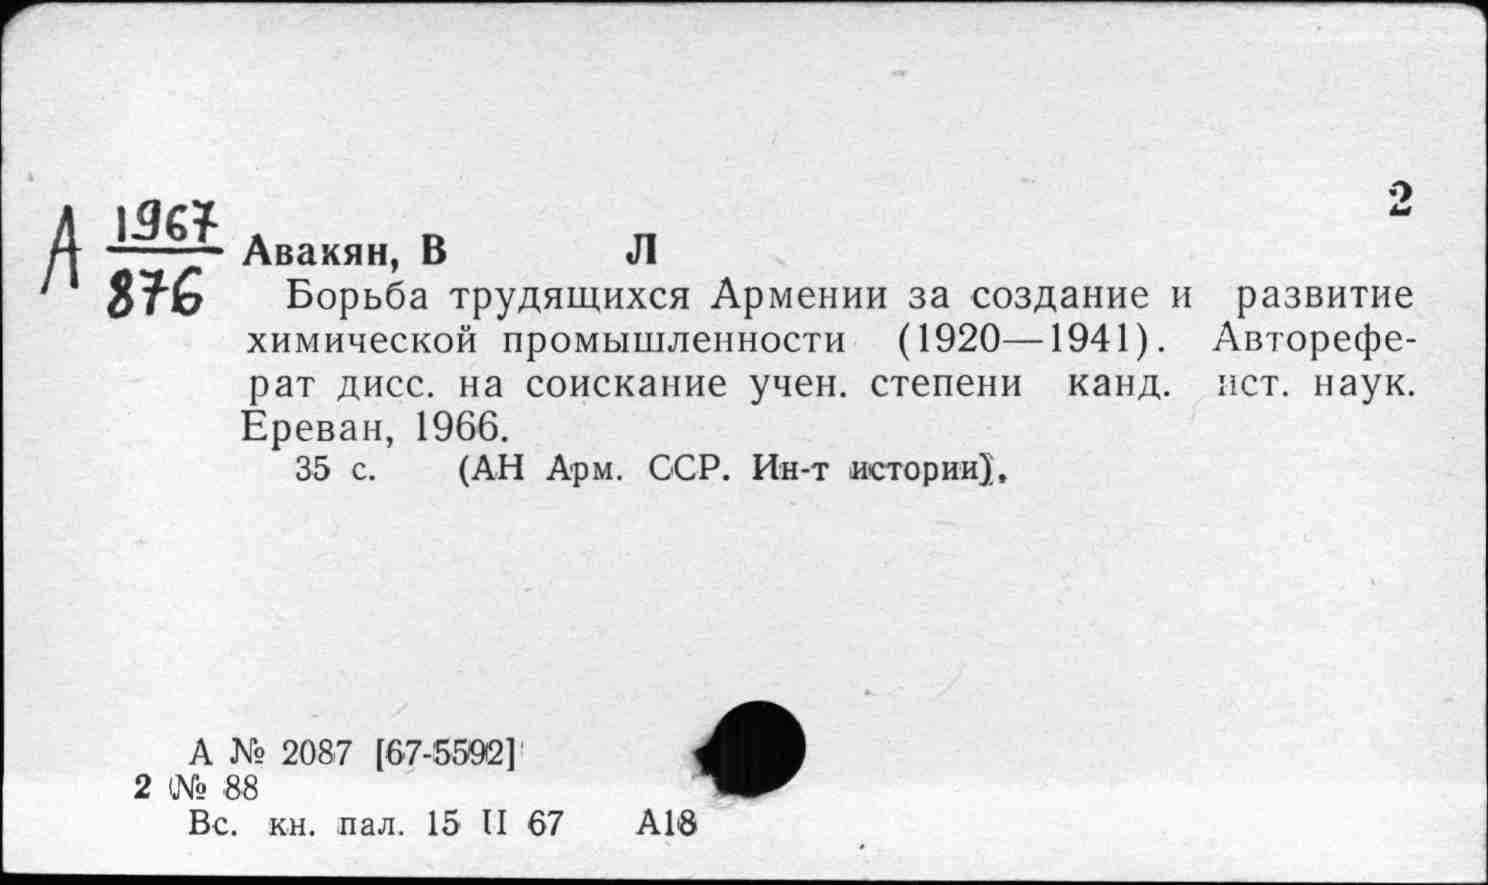 2
А 1967
876
Авакян, В Л
Борьба трудящихся Армении за создание и развитие
химической промышленности (1920—1941). Авторефе-
рат дисс. на соискание учен. степени канд. ист. наук.
Ереван, 1966.
35 с. (АН Арм. ССР. Ин-т истории).
А № 2087 [67-5592]
2 № 88
Вс. кн. пал. 15 II 67 А18